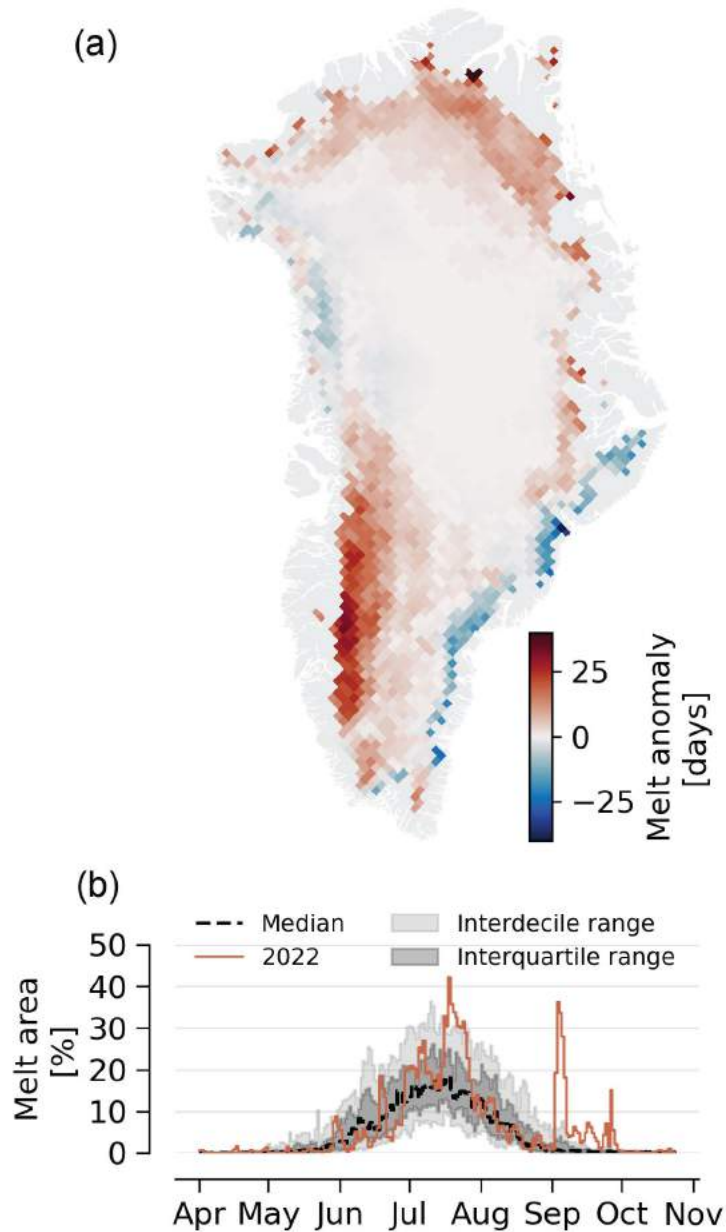 (a)
25
0
−25
Melt anomaly
[days]
(b)
Median
Interdecile range
2022
Interquartile range
50
40
30
20
10
0
Melt area
[%]
Apr May Jun Jul Aug Sep Oct Nov